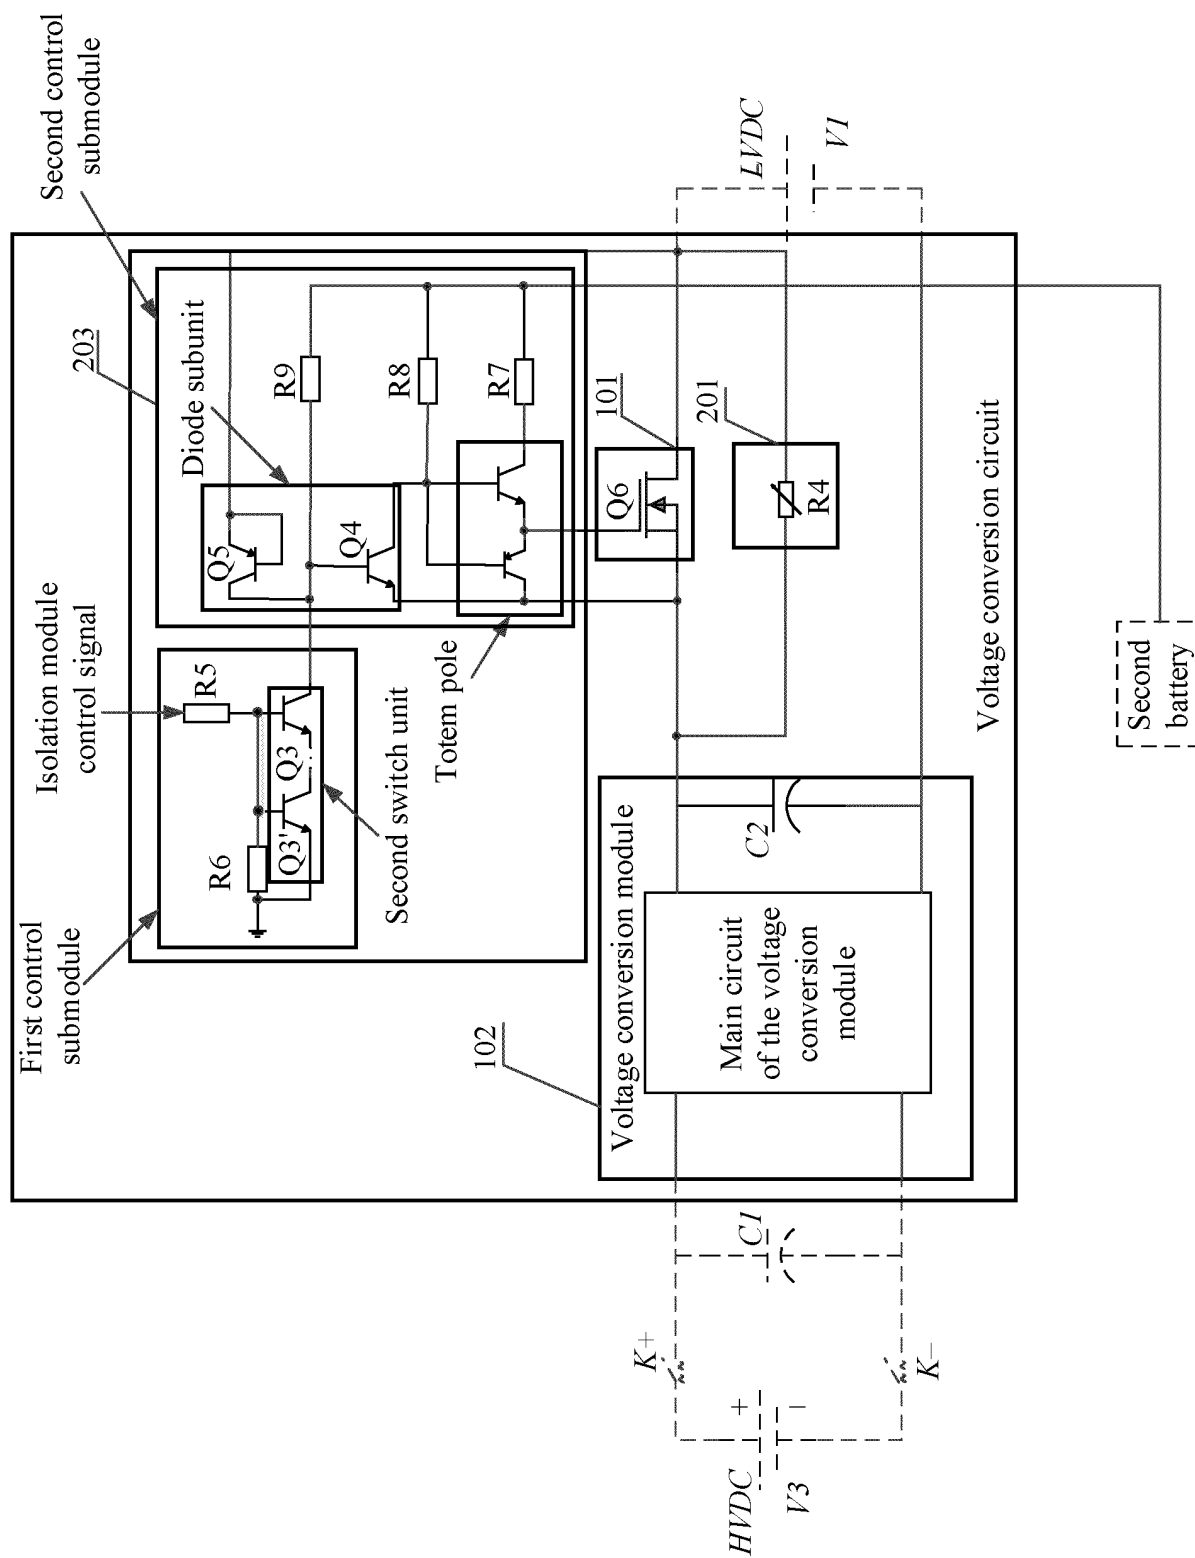 First control
submodule
Isolation module
control signal
Second control
submodule
203
R6
R5
Q3'
Q3
Second switch unit
Diode subunit
Q5
Q4
R9
R8
R7
Totem pole
102
Voltage conversion module
Main circuit
of the voltage
conversion
module
C2
Q6
101
201
R4
LVDC
V1
HVDC
V3
+
−
K+
K−
C1
Voltage conversion circuit
Second
battery